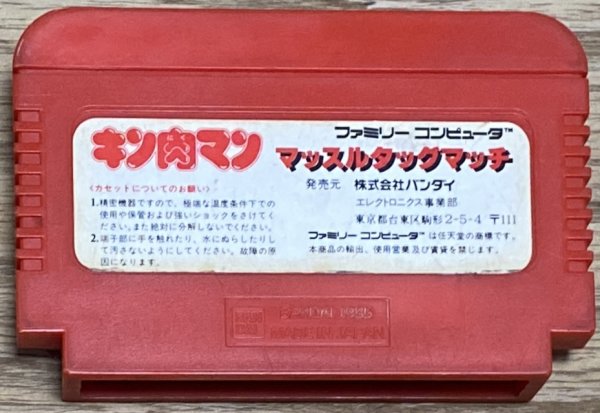 キン肉マン
にく
ファミリー コンピュータ™
マッスルタッグマッチ
発売元 株式会社バンダイ
エレクトロニクス事業部
東京都台東区駒形2-5-4 〒111
ファミリー コンピュータ™ は任天堂の商標です。
本商品の輸出、使用営業及び賃貸を禁じます。
〈カセットについてのお願い〉
1.精密機器ですので、極端な温度条件下での
使用や保管および強いショックをさけてくだ
さい。また絶対に分解しないでください。
2.端子部に手を触れたり、水にぬらしたりし
て汚さないようにしてください。故障の原
因になります。
BANDAI 1985
MADE IN JAPAN